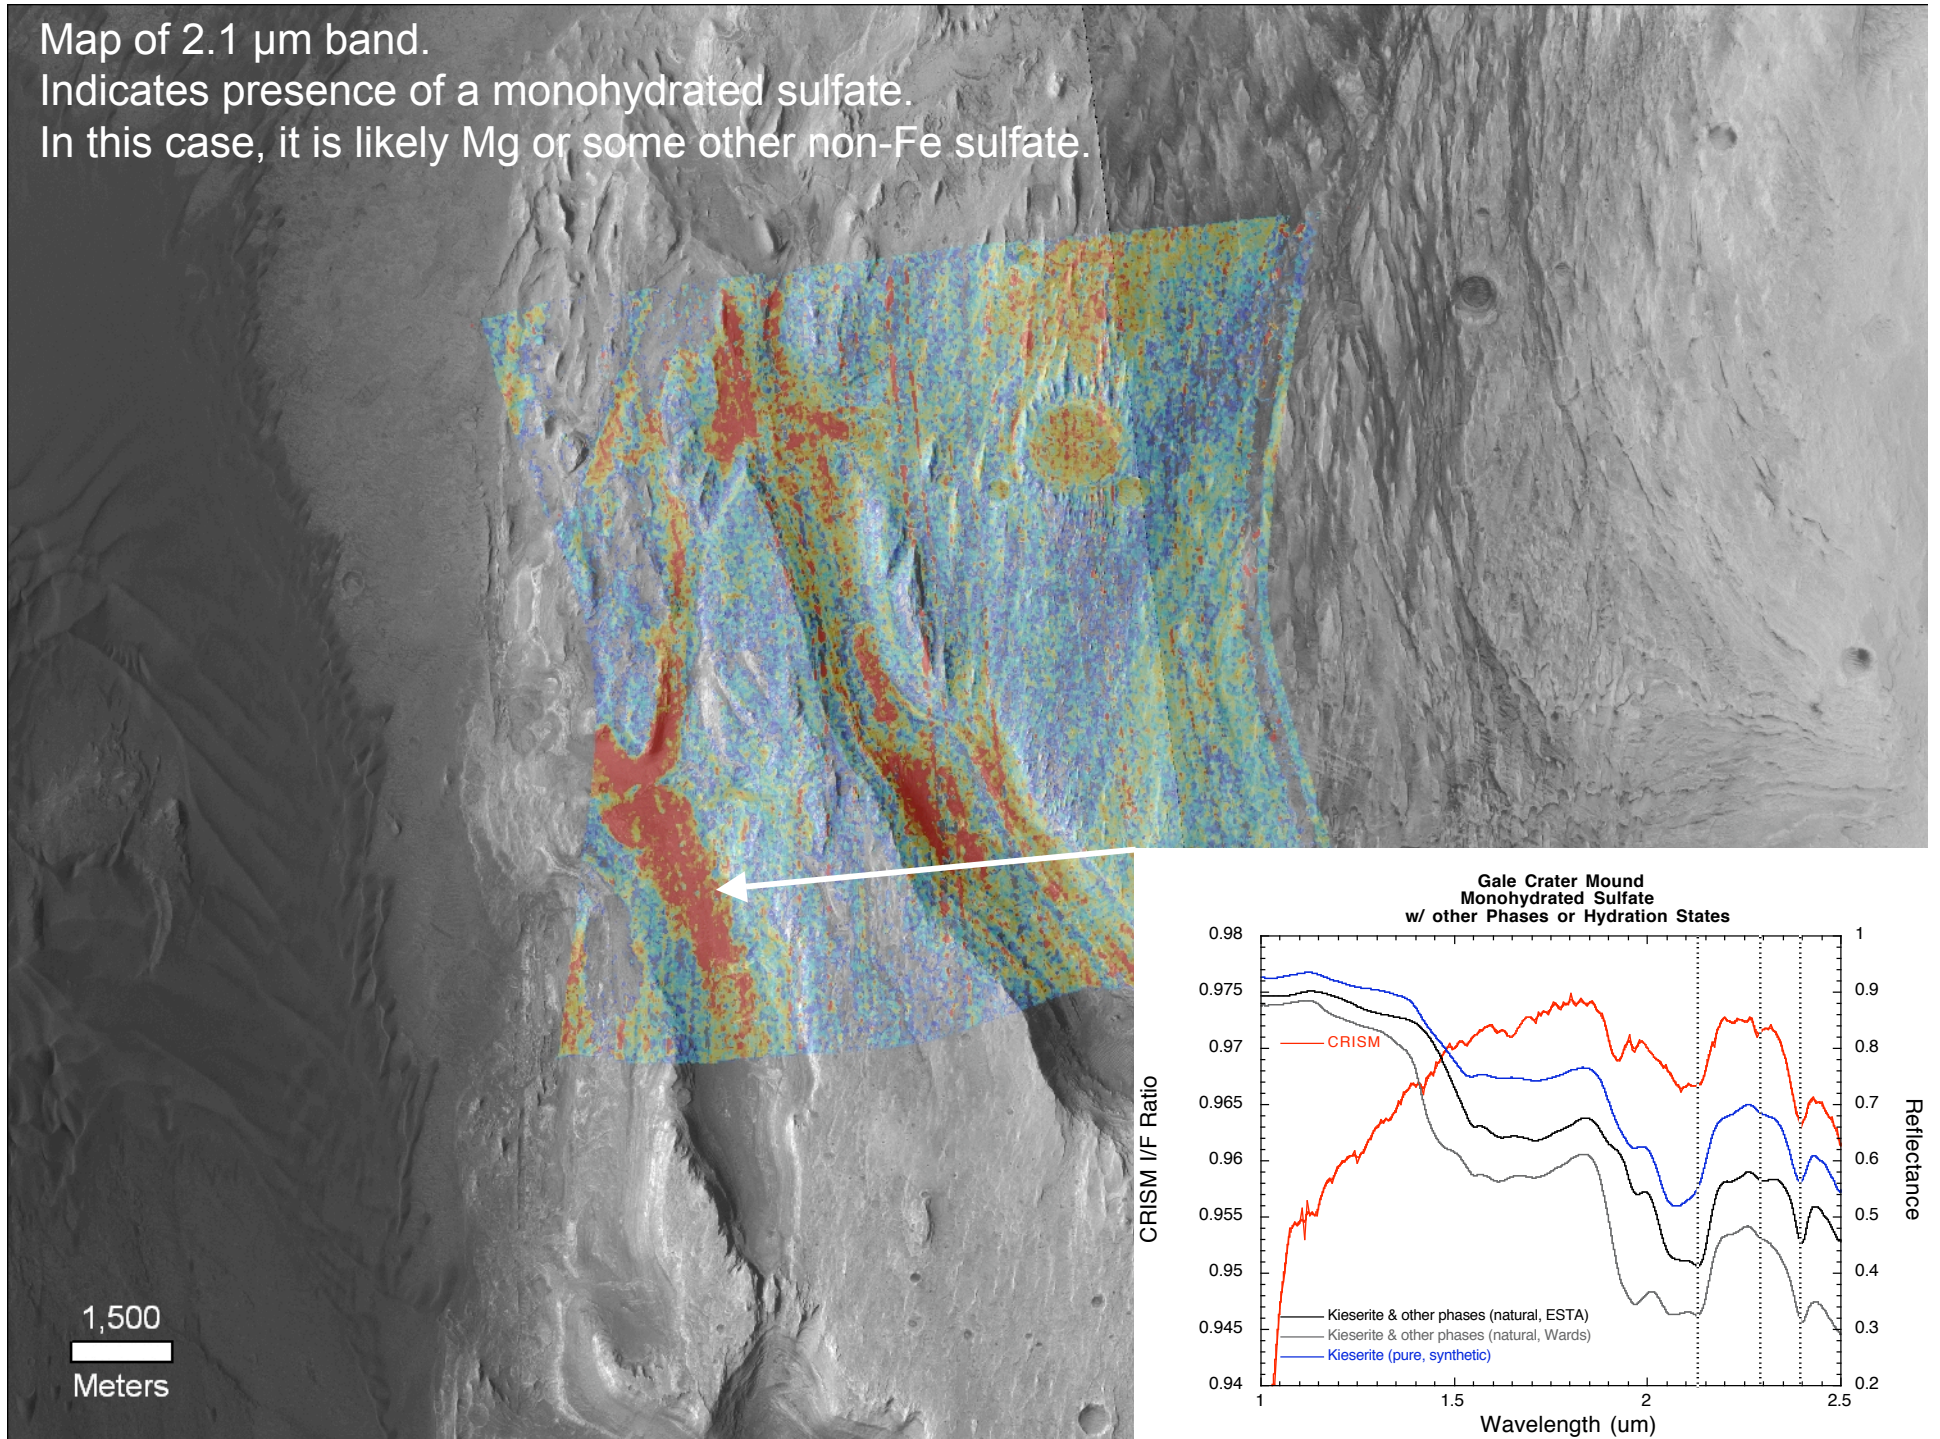 Map of 2.1 µm band.
Indicates presence of a monohydrated sulfate.
In this case, it is likely Mg or some other non-Fe sulfate.
1,500
Meters
Gale Crater Mound
Monohydrated Sulfate
w/ other Phases or Hydration States
0.98
0.975
0.97
0.965
0.96
0.955
0.95
0.945
0.94
CRISM I/F Ratio
1
0.9
0.8
0.7
0.6
0.5
0.4
0.3
0.2
Reflectance
CRISM
Kieserite & other phases (natural, ESTA)
Kieserite & other phases (natural, Wards)
Kieserite (pure, synthetic)
1
1.5
2
2.5
Wavelength (um)